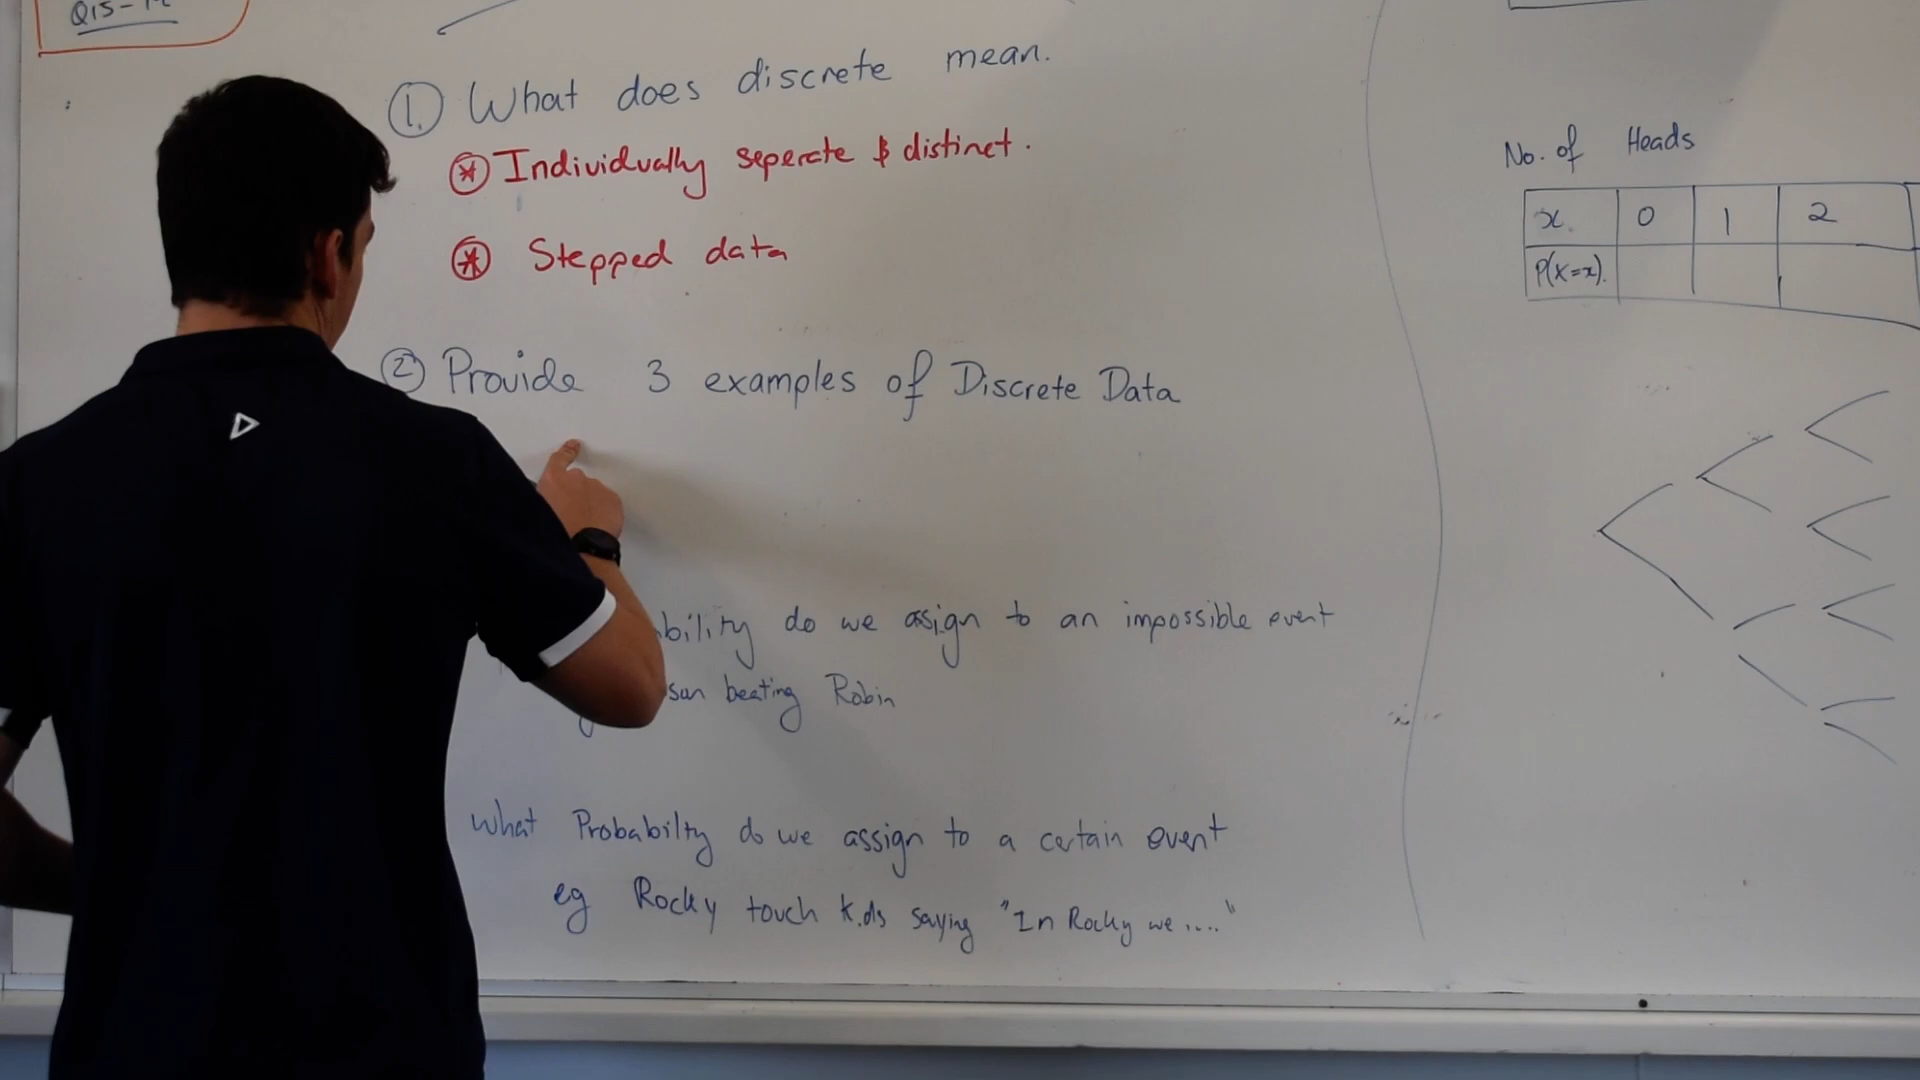 Q15-
1. What does discrete mean.
* Individually seperate & distinct.
* Stepped data
2 Provide 3 examples of Discrete Data
bility do we assign to an impossible event
beating Robin
What Probabilty do we assign to a certain event
eg Rocky touch kids saying "In Rocky we ...."
No. of Heads
x 0 1 2
P(X=x).